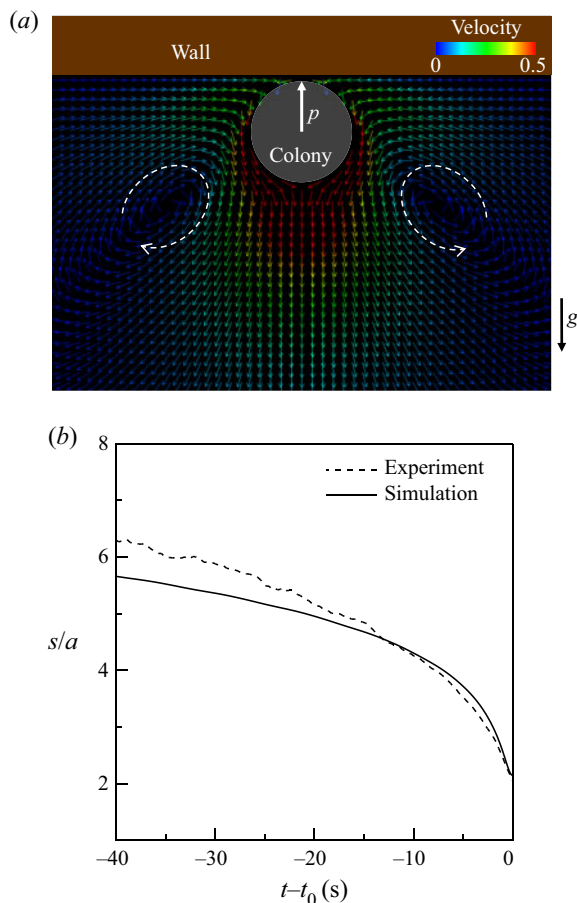 (a)
Velocity
Wall
0 0.5
p
Colony
g
(b)
8
Experiment
Simulation
6
s/a
4
2
–40 –30 –20 –10 0
t–t₀ (s)